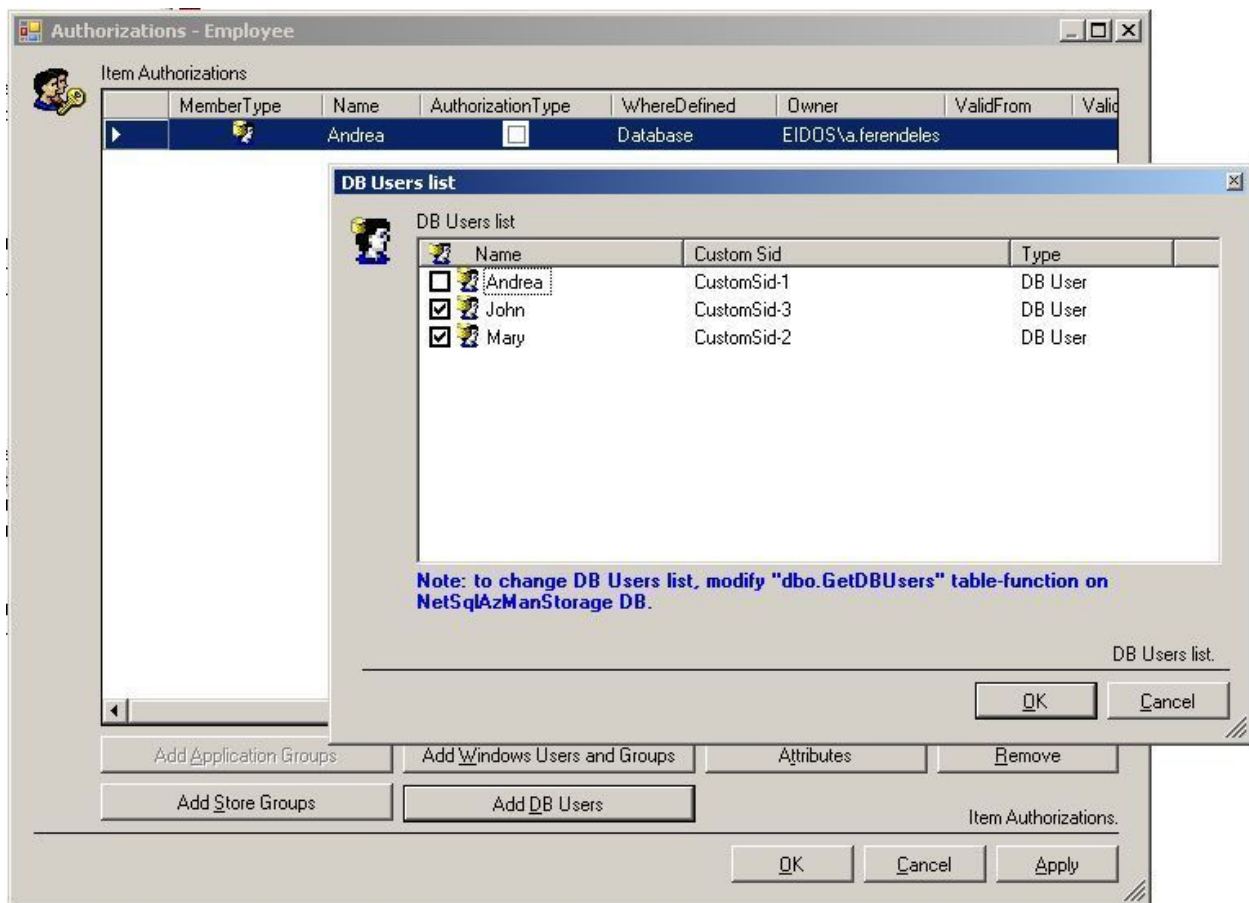 Authorizations - Employee
Item Authorizations
MemberType Name AuthorizationType WhereDefined Owner ValidFrom Valid
Andrea Database EIDOS\a.ferendeles
DB Users list
DB Users list
Name Custom Sid Type
Andrea CustomSid-1 DB User
John CustomSid-3 DB User
Mary CustomSid-2 DB User
Note: to change DB Users list, modify "dbo.GetDBUsers" table-function on
NetSqlAzManStorage DB.
DB Users list.
OK Cancel
Add Application Groups Add Windows Users and Groups Attributes Remove
Add Store Groups Add DB Users
Item Authorizations.
OK Cancel Apply